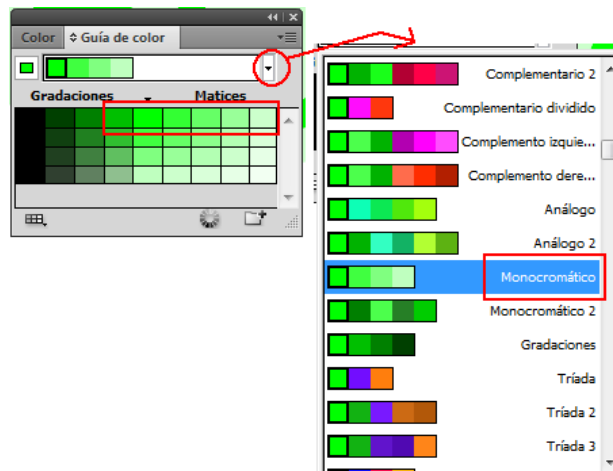 Color
Guía de color
Gradaciones
Matices
Complementario 2
Complementario dividido
Complemento izquie...
Complemento dere...
Análogo
Análogo 2
Monocromático
Monocromático 2
Gradaciones
Tríada
Tríada 2
Tríada 3